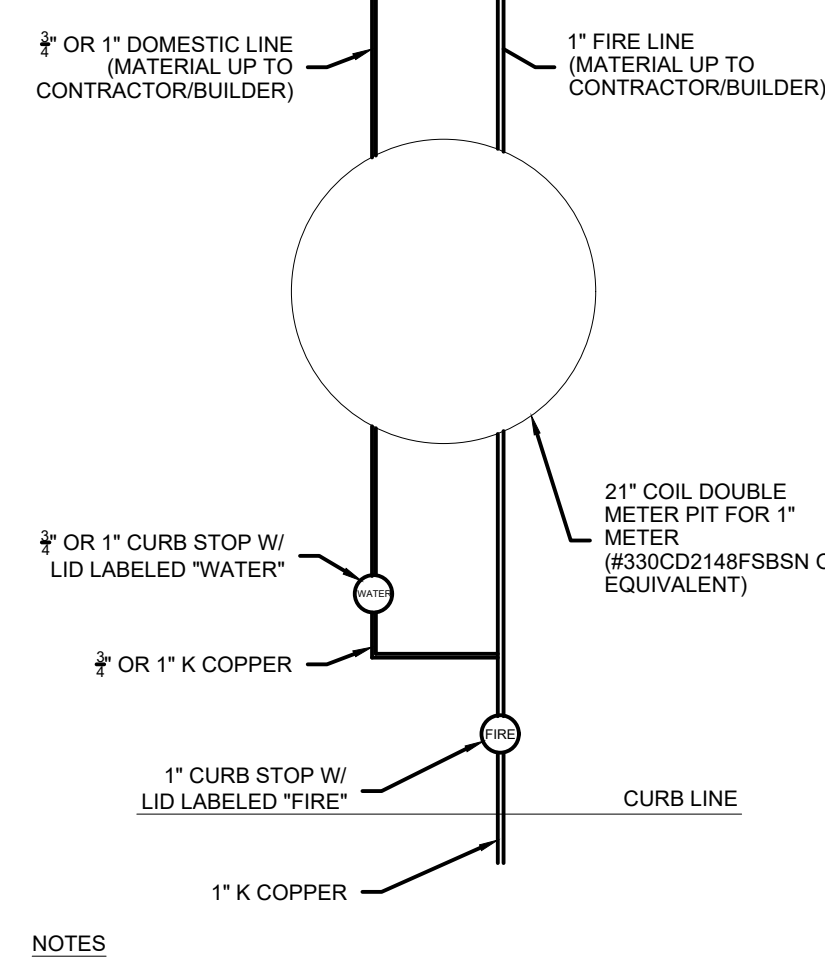 3/4" OR 1" DOMESTIC LINE
(MATERIAL UP TO
CONTRACTOR/BUILDER)
1" FIRE LINE
(MATERIAL UP TO
CONTRACTOR/BUILDER)
21" COIL DOUBLE
METER PIT FOR 1"
METER
(#330CD2148FSBSN
EQUIVALENT)
3/4" OR 1" CURB STOP W/
LID LABELED "WATER"
WATER
3/4" OR 1" K COPPER
FIRE
1" CURB STOP W/
LID LABELED "FIRE"
CURB LINE
1" K COPPER
NOTES